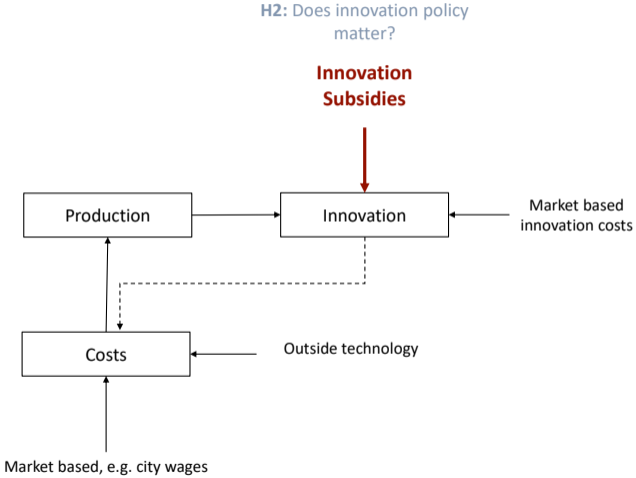 H2: Does innovation policy
matter?
Innovation
Subsidies
Production
Innovation
Market based
innovation costs
Costs
Outside technology
Market based, e.g. city wages